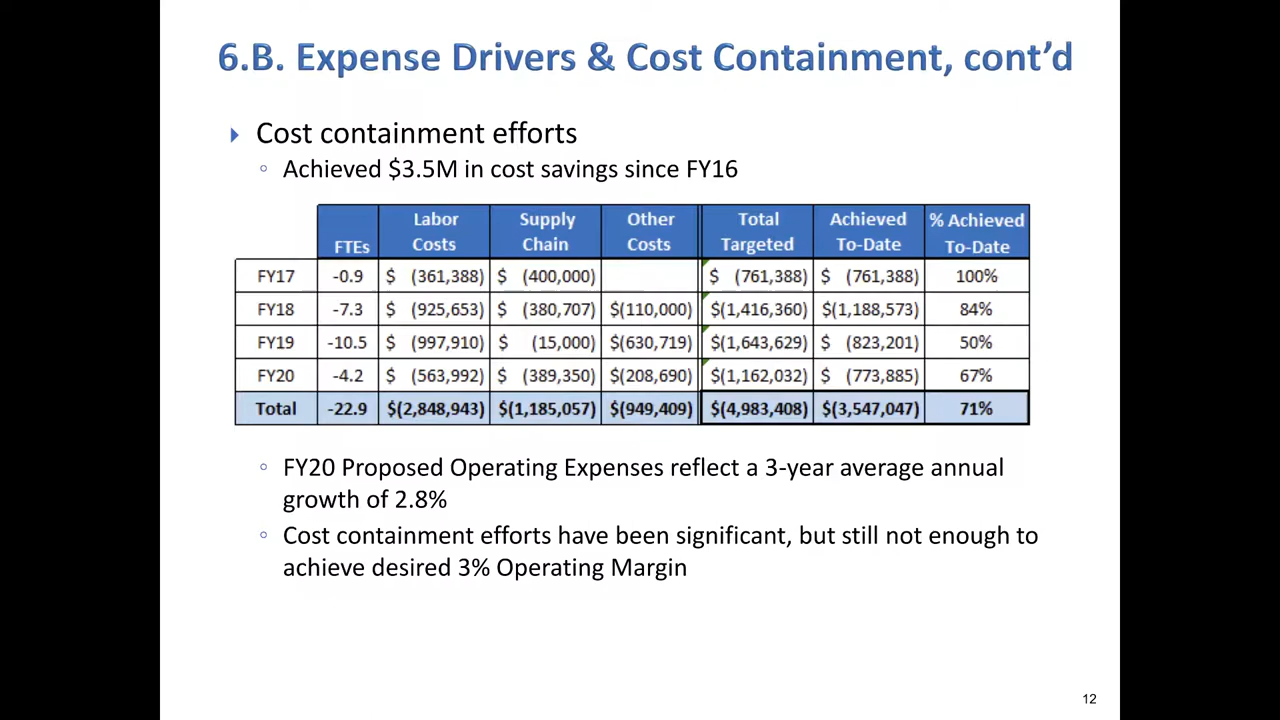 6.B. Expense Drivers & Cost Containment, cont’d
Cost containment efforts
Achieved $3.5M in cost savings since FY16
FTEs Labor Costs Supply Chain Other Costs Total Targeted Achieved To-Date % Achieved To-Date
FY17 -0.9 $ (361,388) $ (400,000) $ (761,388) $ (761,388) 100%
FY18 -7.3 $ (925,653) $ (380,707) $(110,000) $(1,416,360) $(1,188,573) 84%
FY19 -10.5 $ (997,910) $ (15,000) $(630,719) $(1,643,629) $ (823,201) 50%
FY20 -4.2 $ (563,992) $ (389,350) $(208,690) $(1,162,032) $ (773,885) 67%
Total -22.9 $(2,848,943) $(1,185,057) $(949,409) $(4,983,408) $(3,547,047) 71%
FY20 Proposed Operating Expenses reflect a 3-year average annual
growth of 2.8%
Cost containment efforts have been significant, but still not enough to
achieve desired 3% Operating Margin
12